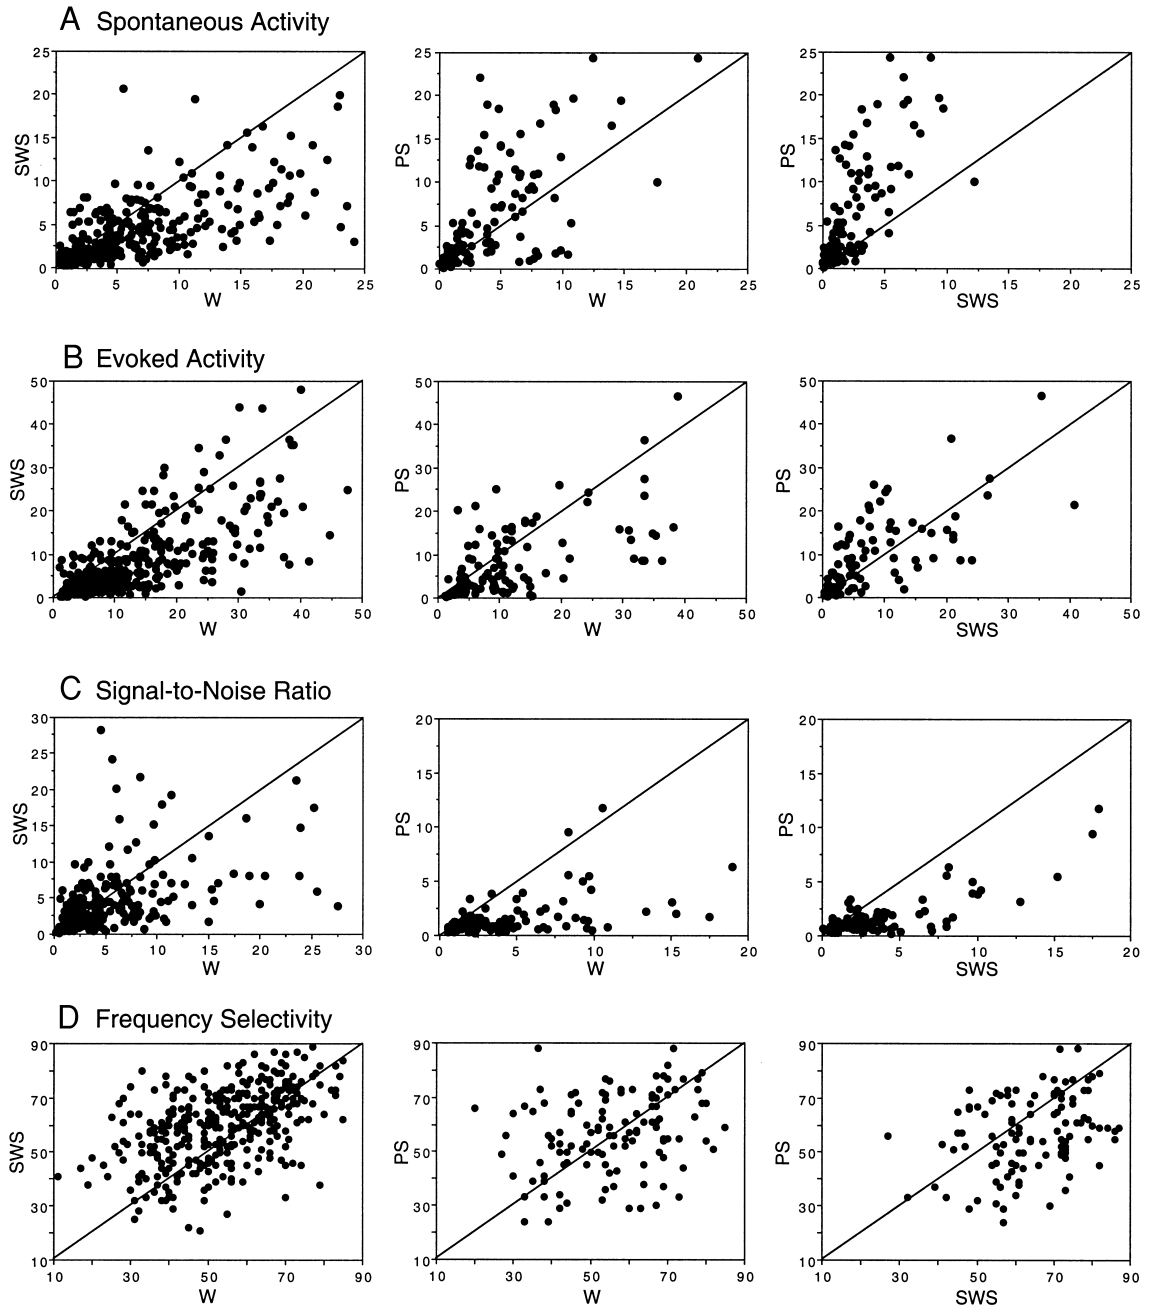 A Spontaneous Activity
25
20
15
10
5
0
SWS
0 5 10 15 20 25
W
25
20
15
10
5
0
PS
0 5 10 15 20 25
W
25
20
15
10
5
0
PS
0 5 10 15 20 25
SWS
B Evoked Activity
50
40
30
20
10
0
SWS
0 10 20 30 40 50
W
50
40
30
20
10
0
PS
0 10 20 30 40 50
W
50
40
30
20
10
0
PS
0 10 20 30 40 50
SWS
C Signal-to-Noise Ratio
30
25
20
15
10
5
0
SWS
0 5 10 15 20 25 30
W
20
15
10
5
0
PS
0 5 10 15 20
W
20
15
10
5
0
PS
0 5 10 15 20
SWS
D Frequency Selectivity
90
70
50
30
10
SWS
10 30 50 70 90
W
90
70
50
30
10
PS
10 30 50 70 90
W
90
70
50
30
10
PS
10 30 50 70 90
SWS